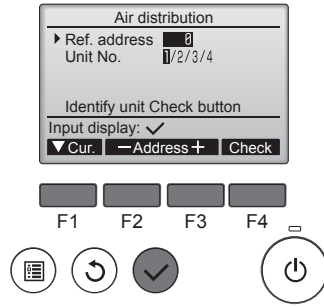 Air distribution
Ref. address 0
Unit No. 1/2/3/4
Identify unit Check button
Input display: ✓
▼ Cur. － Address ＋ Check
F1 F2 F3 F4